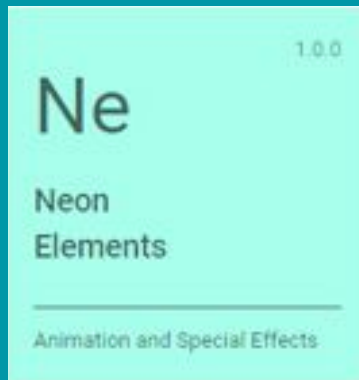 1.0.0
Ne
Neon
Elements
Animation and Special Effects